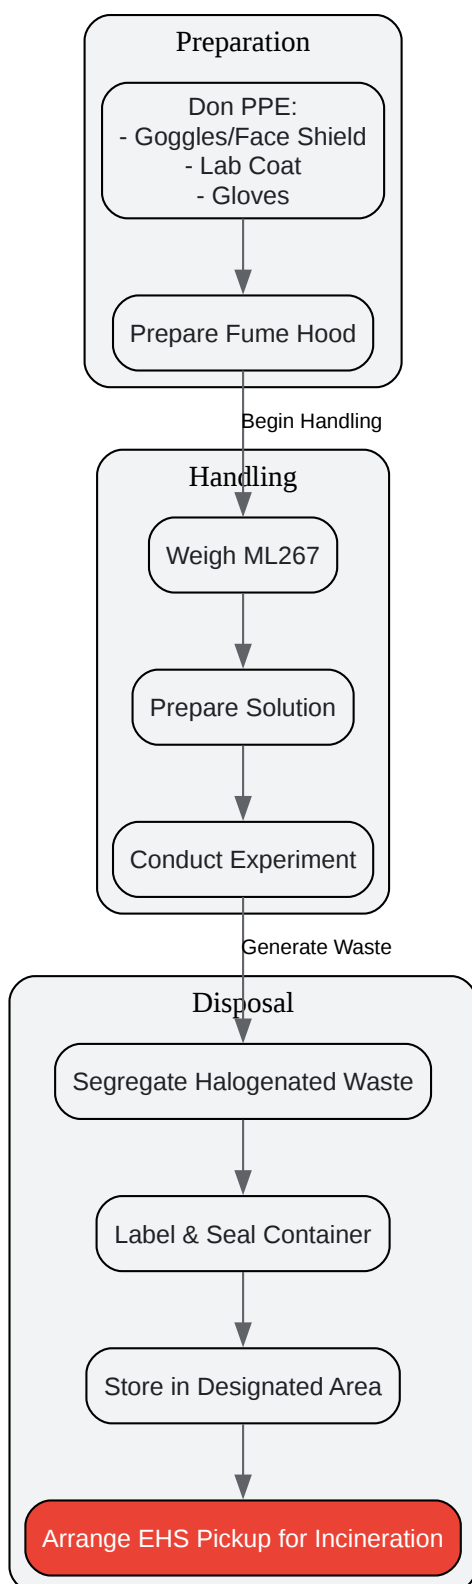 Preparation
Don PPE:
- Goggles/Face Shield
- Lab Coat
- Gloves
Prepare Fume Hood
Begin Handling
Handling
Weigh ML267
Prepare Solution
Conduct Experiment
Generate Waste
Disposal
Segregate Halogenated Waste
Label & Seal Container
Store in Designated Area
Arrange EHS Pickup for Incineration